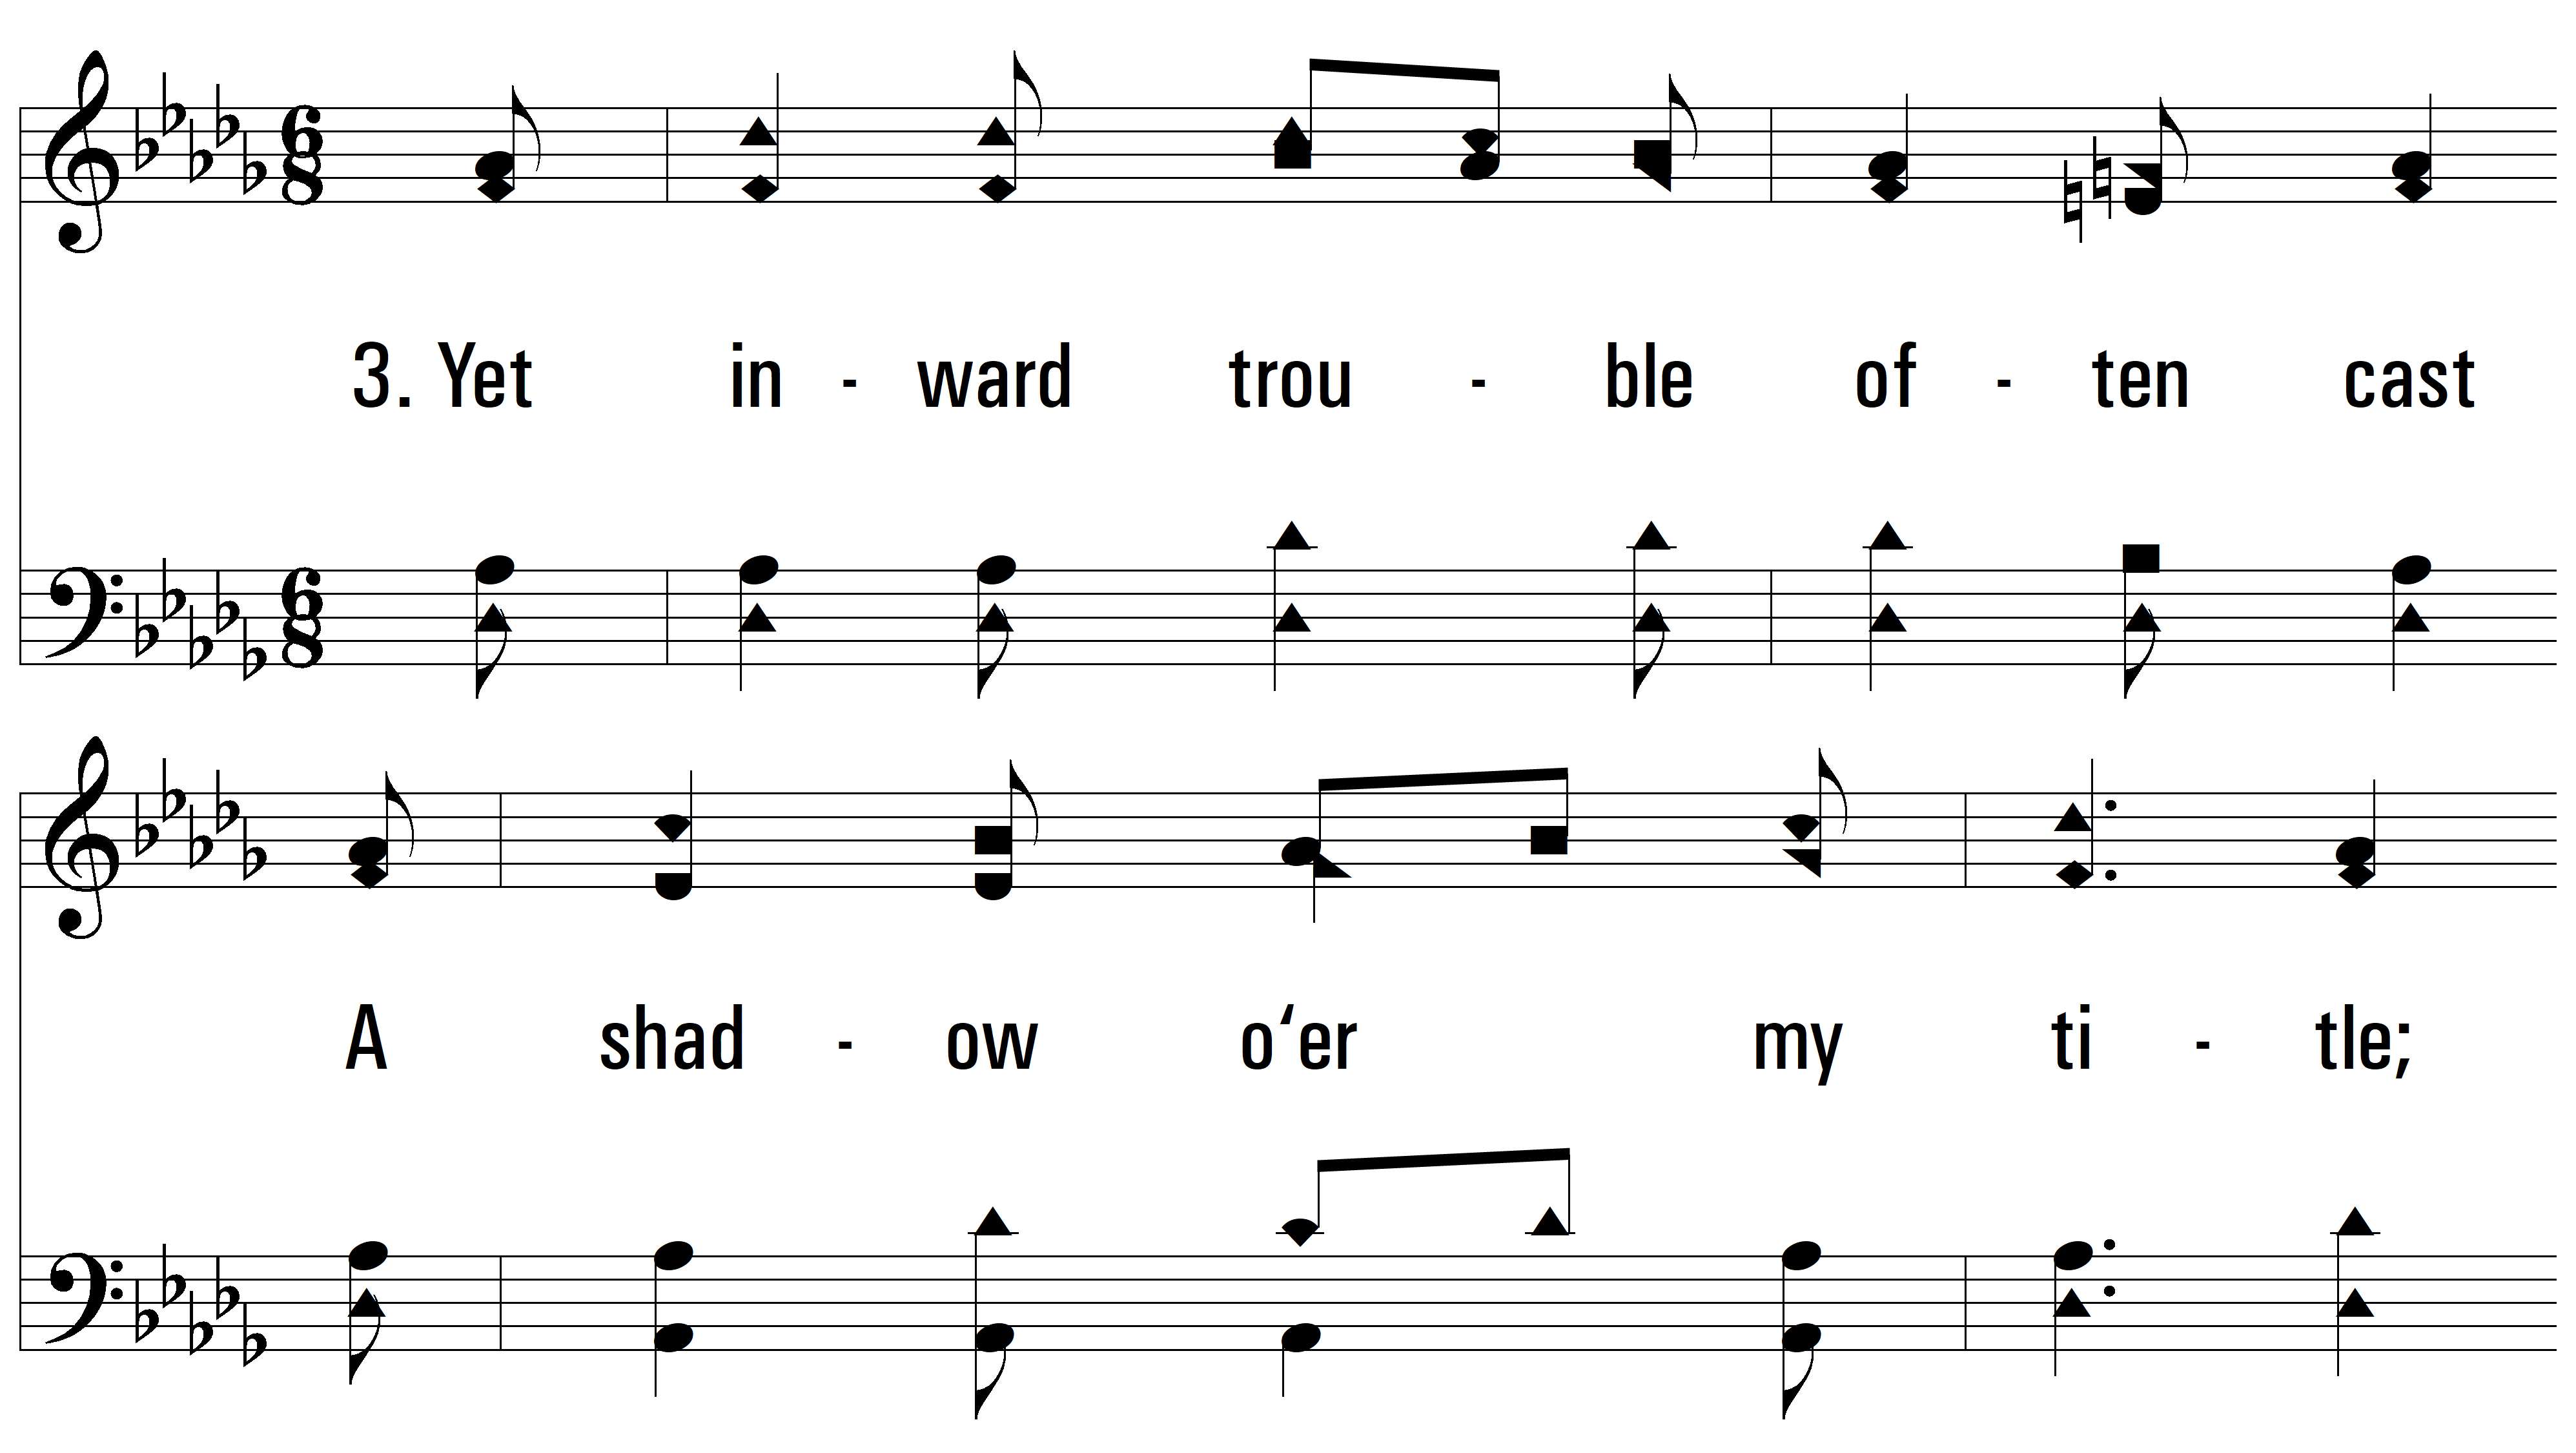 3. Yet in - ward trou - ble of - ten cast
A shad - ow o‘er my ti - tle;